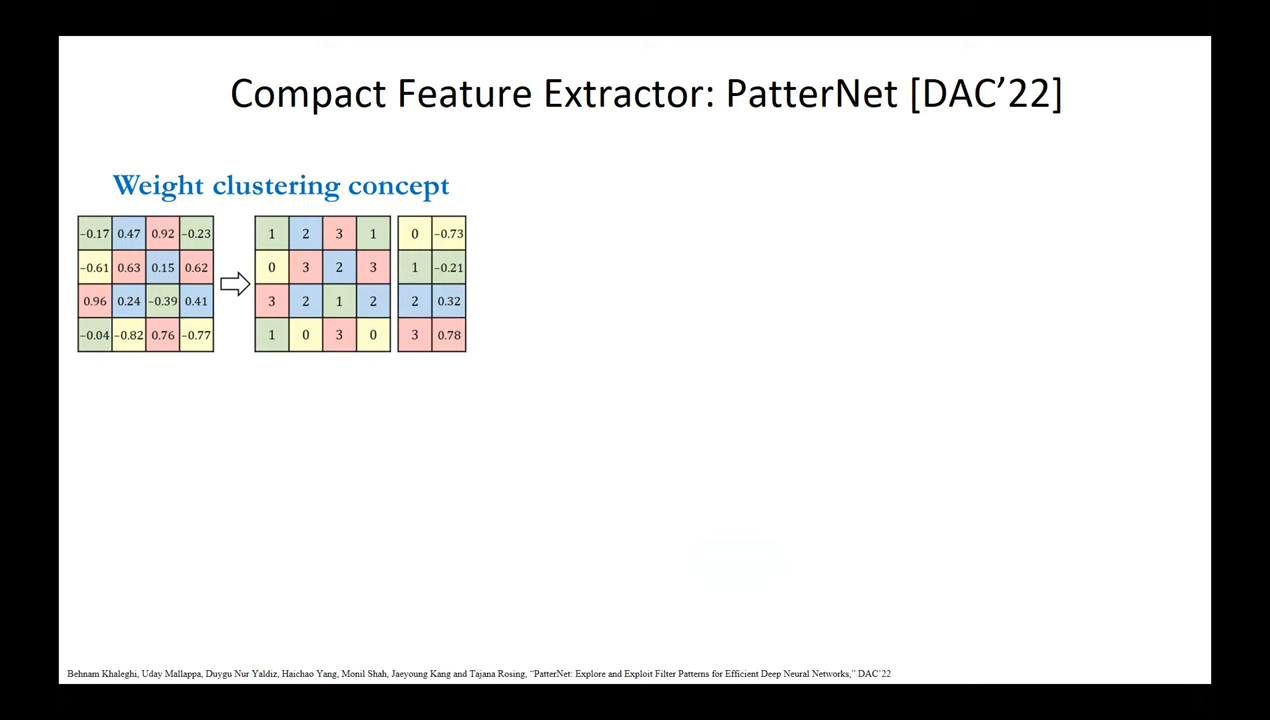 Compact Feature Extractor: PatterNet [DAC’22]
Weight clustering concept
−0.17 0.47 0.92 −0.23 1 2 3 1 0 −0.73
−0.61 0.63 0.15 0.62 0 3 2 3 1 −0.21
0.96 0.24 −0.39 0.41 3 2 1 2 2 0.32
−0.04 −0.82 0.76 −0.77 1 0 3 0 3 0.78
Behnam Khaleghi, Uday Mallappa, Duygu Nur Yaldiz, Haichao Yang, Monil Shah, Jaeyoung Kang and Tajana Rosing, “PatterNet: Explore and Exploit Filter Patterns for Efficient Deep Neural Networks,” DAC’22